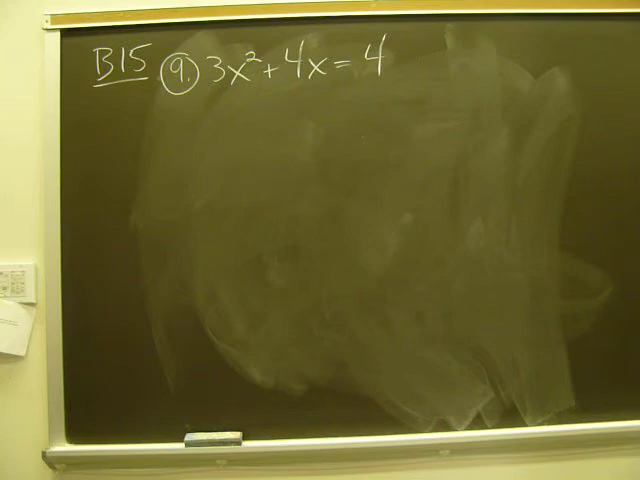 B15 9. 3x² + 4x = 4